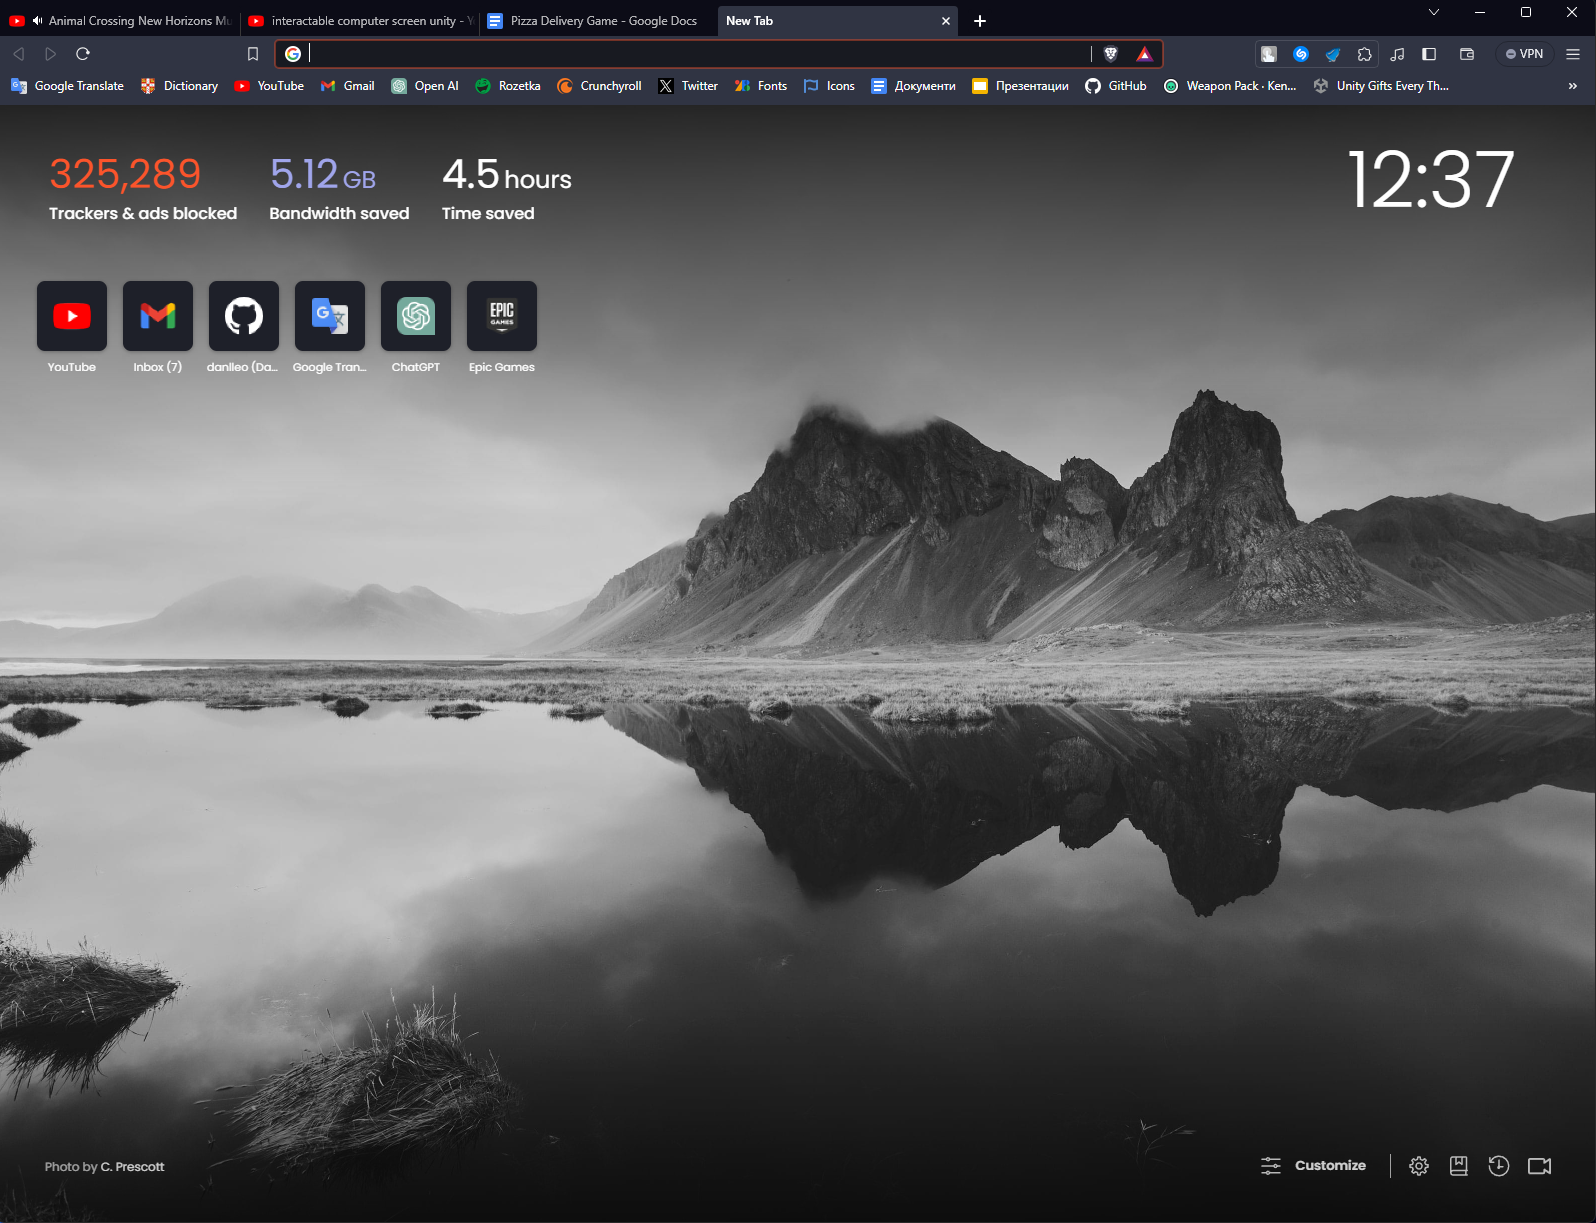 Animal Crossing New Horizons Mu
interactable computer screen unity - Y
Pizza Delivery Game - Google Docs
New Tab
VPN
Google Translate
Dictionary
YouTube
Gmail
Open AI
Rozetka
Crunchyroll
Twitter
Fonts
Icons
Документи
Презентации
GitHub
Weapon Pack · Ken...
Unity Gifts Every Th...
325,289
Trackers & ads blocked
5.12 GB
Bandwidth saved
4.5 hours
Time saved
12:37
EPIC
GAMES
YouTube
Inbox (7)
danlleo (Da...
Google Tran...
ChatGPT
Epic Games
Photo by C. Prescott
Customize